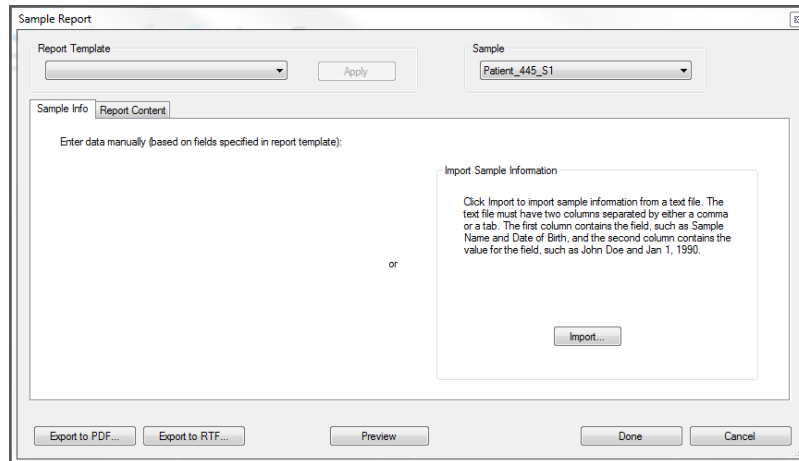 Sample Report
Report Template
Sample
Apply
Patient_445_S1
Sample Info
Report Content
Enter data manually (based on fields specified in report template):
Import Sample Information
Click Import to import sample information from a text file. The
text file must have two columns separated by either a comma
or a tab. The first column contains the field, such as Sample
Name and Date of Birth, and the second column contains the
value for the field, such as John Doe and Jan 1, 1990.
or
Import...
Export to PDF...
Export to RTF...
Preview
Done
Cancel